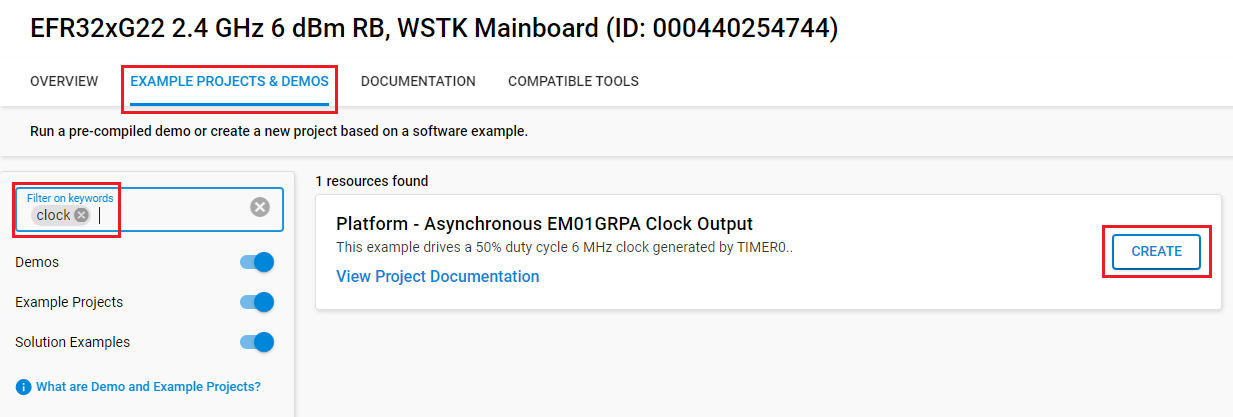 EFR32xG22 2.4 GHz 6 dBm RB, WSTK Mainboard (ID: 000440254744)
OVERVIEW
EXAMPLE PROJECTS & DEMOS
DOCUMENTATION
COMPATIBLE TOOLS
Run a pre-compiled demo or create a new project based on a software example.
Filter on keywords
clock
Demos
Example Projects
Solution Examples
What are Demo and Example Projects?
1 resources found
Platform - Asynchronous EM01GRPA Clock Output
This example drives a 50% duty cycle 6 MHz clock generated by TIMER0..
View Project Documentation
CREATE